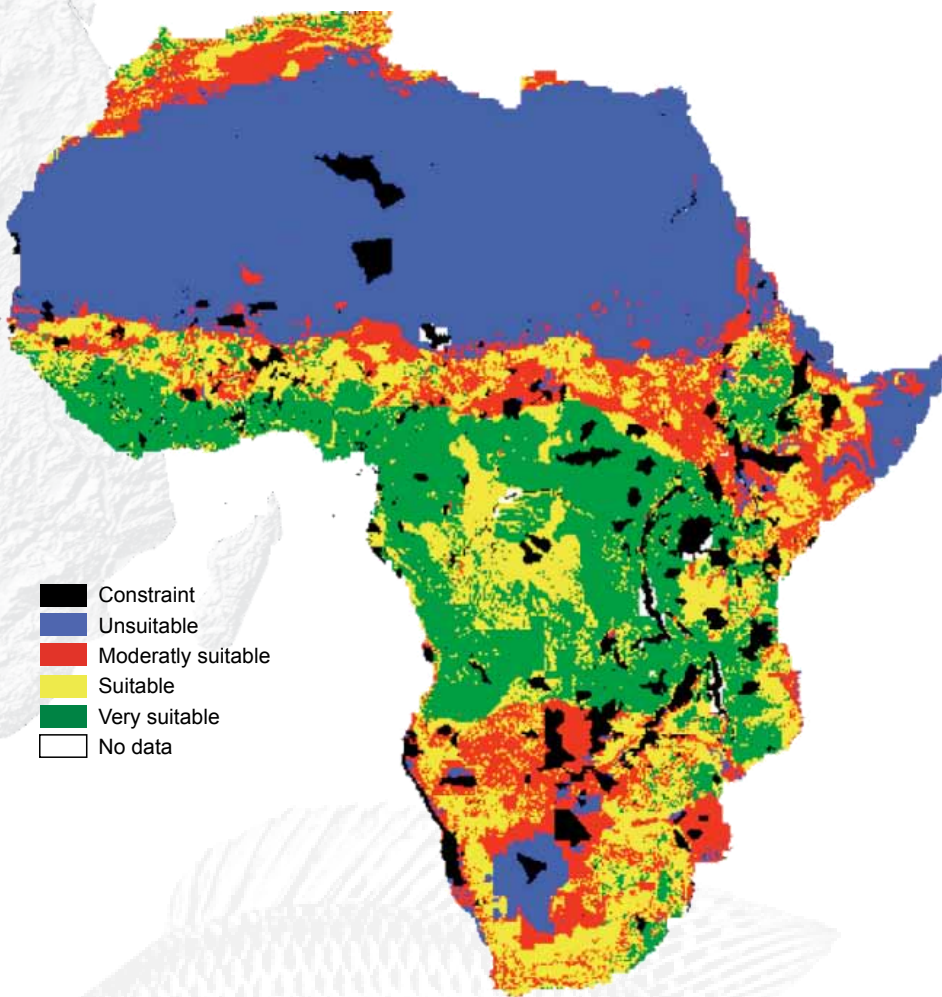 Constraint
Unsuitable
Moderatly suitable
Suitable
Very suitable
No data